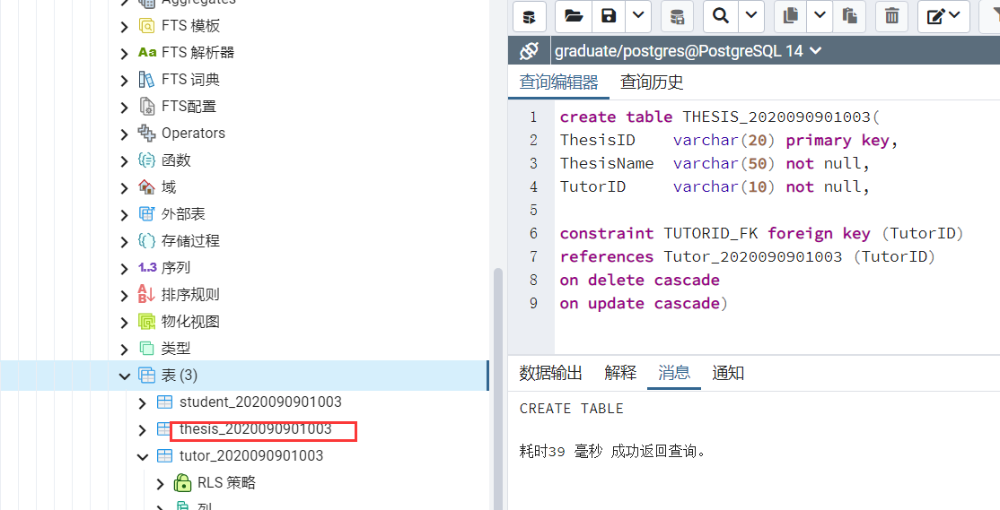 Aggregates
FTS 模板
Aa FTS 解析器
FTS 词典
FTS配置
Operators
函数
域
外部表
存储过程
1..3 序列
排序规则
物化视图
类型
表 (3)
student_2020090901003
thesis_2020090901003
tutor_2020090901003
RLS 策略
列
graduate/postgres@PostgreSQL 14
查询编辑器 查询历史
1 create table THESIS_2020090901003(
2 ThesisID varchar(20) primary key,
3 ThesisName varchar(50) not null,
4 TutorID varchar(10) not null,
5
6 constraint TUTORID_FK foreign key (TutorID)
7 references Tutor_2020090901003 (TutorID)
8 on delete cascade
9 on update cascade)
数据输出 解释 消息 通知
CREATE TABLE
耗时39 毫秒 成功返回查询。